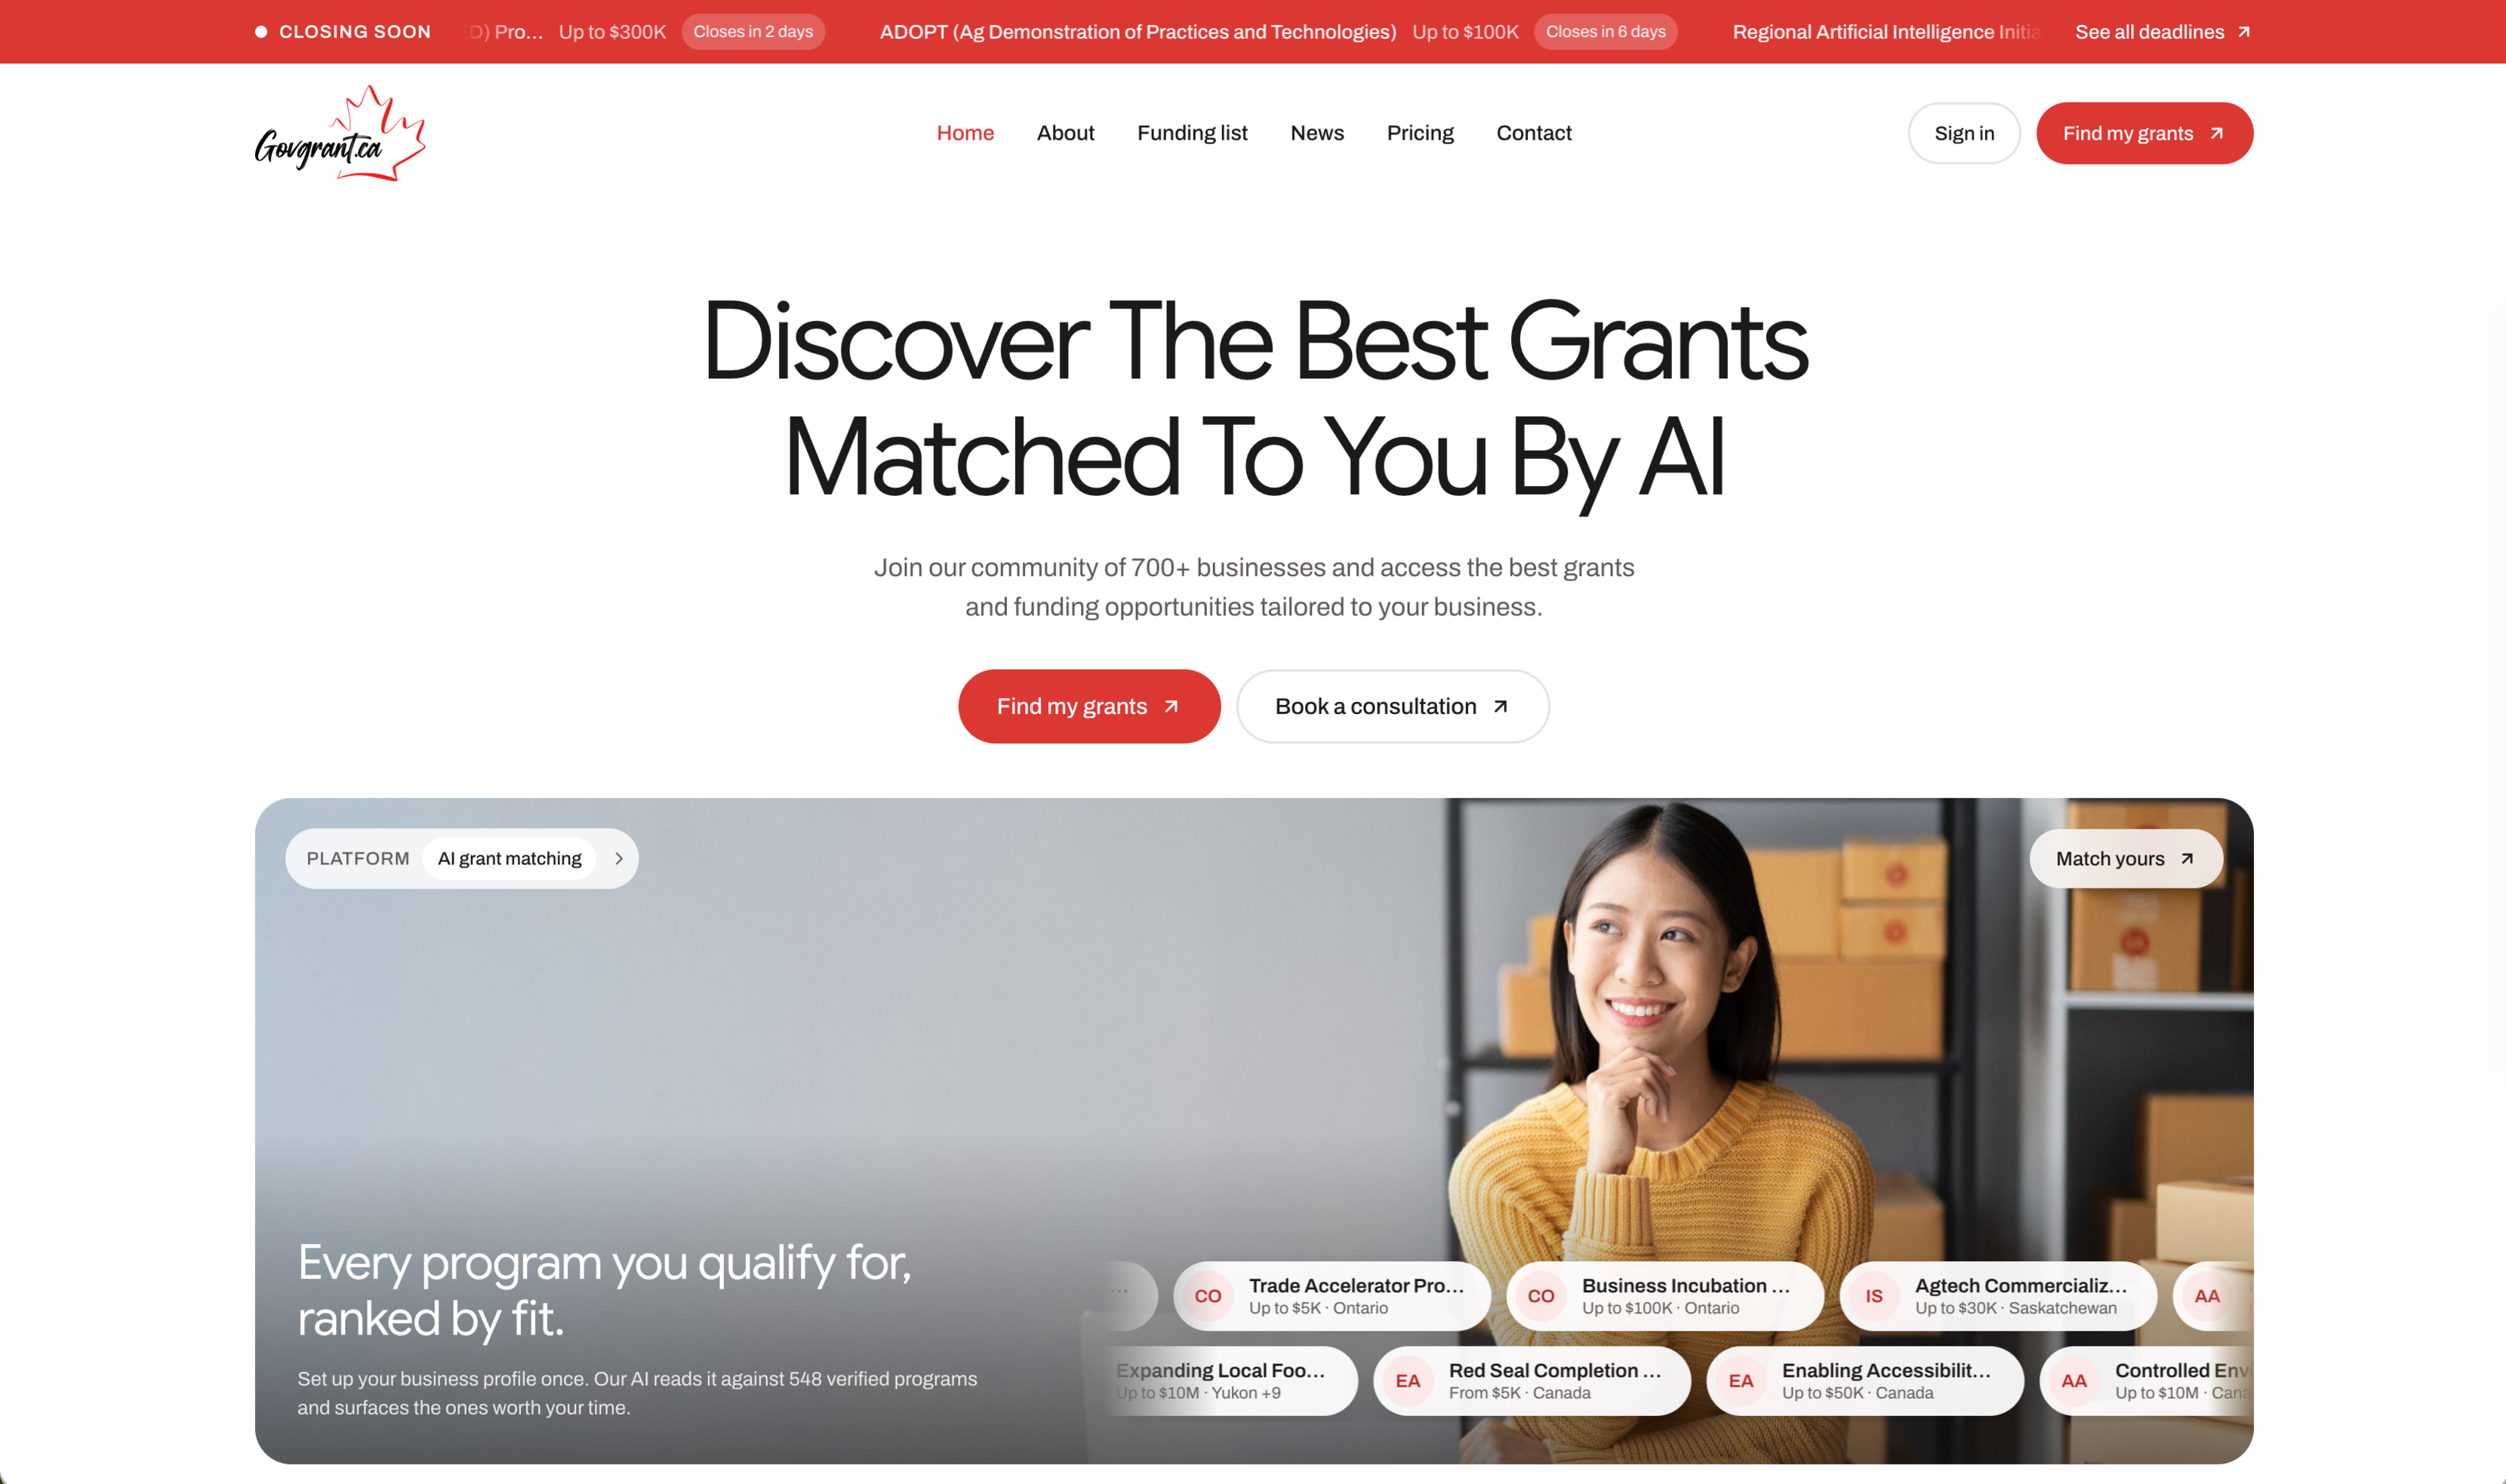 CLOSING SOON
D) Pro... Up to $300K Closes in 2 days
ADOPT (Ag Demonstration of Practices and Technologies) Up to $100K Closes in 6 days
Regional Artificial Intelligence Initia
See all deadlines
Govgrant.ca
Home About Funding list News Pricing Contact
Sign in
Find my grants
Discover The Best Grants
Matched To You By AI
Join our community of 700+ businesses and access the best grants
and funding opportunities tailored to your business.
Find my grants
Book a consultation
PLATFORM AI grant matching
Match yours
Every program you qualify for,
ranked by fit.
Set up your business profile once. Our AI reads it against 548 verified programs
and surfaces the ones worth your time.
...
CO Trade Accelerator Pro...
Up to $5K · Ontario
CO Business Incubation ...
Up to $100K · Ontario
IS Agtech Commercializ...
Up to $30K · Saskatchewan
AA
Expanding Local Foo...
Up to $10M · Yukon +9
EA Red Seal Completion ...
From $5K · Canada
EA Enabling Accessibilit...
Up to $50K · Canada
AA Controlled Env
Up to $10M · Cana